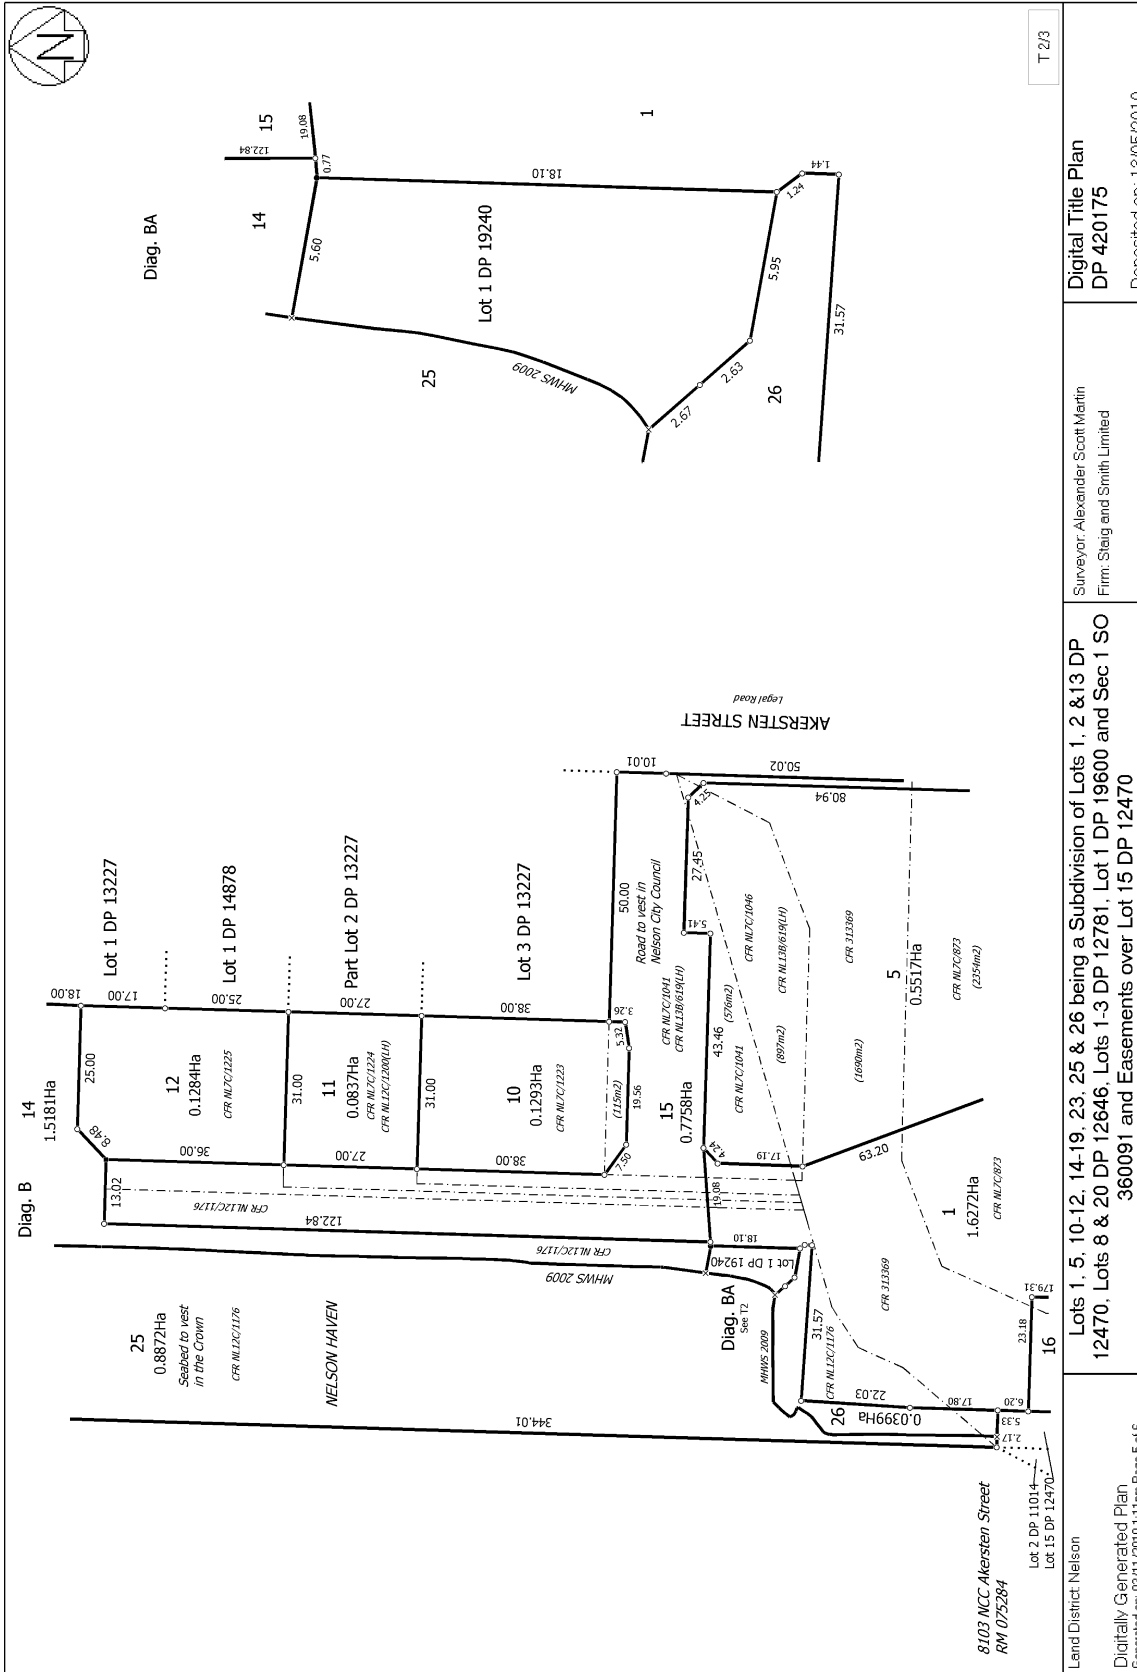 Diag. B
14
1.5181Ha
18.00
Lot 1 DP 13227
25.00
17.00
8.48
13.02
12
0.1284Ha
CFR NL7C/1225
25.00
Lot 1 DP 14878
36.00
31.00
11
0.0837Ha
CFR NL7C/1224
CFR NL12C/1200(LH)
27.00
Part Lot 2 DP 13227
27.00
31.00
10
0.1293Ha
CFR NL7C/1223
38.00
Lot 3 DP 13227
38.00
CFR NL12C/1176
122.84
CFR NL12C/1176
MHWS 2009
25
0.8872Ha
Seabed to vest
in the Crown
CFR NL12C/1176
NELSON HAVEN
344.01
7.50
(115m2)
19.56
5.32
3.26
50.00
10.01
Road to vest in
Nelson City Council
CFR NL7C/1041
CFR NL13B/619(LH)
15
0.7758Ha
AKERSTEN STREET
Legal Road
50.02
80.94
4.25
27.45
5.41
43.46
(576m2)
CFR NL7C/1041
CFR NL7C/1046
CFR NL13B/619(LH)
(897m2)
CFR 313369
(1690m2)
5
0.5517Ha
CFR NL7C/873
(2354m2)
4.24
17.19
63.20
19.08
18.10
Lot 1 DP 19240
Diag. BA
See T2
MHWS 2009
31.57
CFR NL12C/1176
26
0.0399Ha
22.03
17.80
CFR 313369
1
1.6272Ha
CFR NL7C/873
23.18
179.31
16
6.20
5.33
2.17
Lot 2 DP 11014
Lot 15 DP 12470
8103 NCC Akersten Street
RM 075284
Diag. BA
14
15
122.84
19.08
0.77
5.60
Lot 1 DP 19240
18.10
1
25
MHWS 2009
2.67
2.63
5.95
1.24
1.44
26
31.57
N
T 2/3
Land District: Nelson
Digitally Generated Plan
Generated on: 02/11/2010 1:11pm Page 5 of 6
Lots 1, 5, 10-12, 14-19, 23, 25 & 26 being a Subdivision of Lots 1, 2 &13 DP
12470, Lots 8 & 20 DP 12646, Lots 1-3 DP 12781, Lot 1 DP 19600 and Sec 1 SO
360091 and Easements over Lot 15 DP 12470
Surveyor: Alexander Scott Martin
Firm: Staig and Smith Limited
Digital Title Plan
DP 420175
Deposited on: